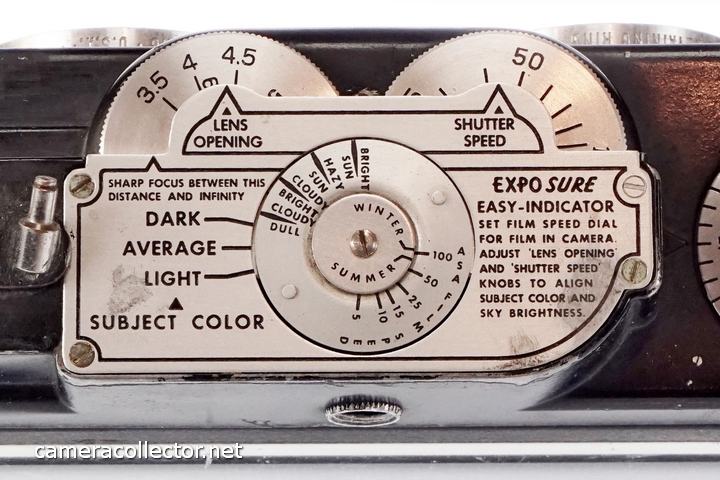 U.S.A.
3.5 4 4.5
50
LENS
OPENING
SHUTTER
SPEED
SHARP FOCUS BETWEEN THIS
DISTANCE AND INFINITY
DARK
AVERAGE
LIGHT
SUBJECT COLOR
BRIGHT SUN
HAZY SUN
CLOUDY BRIGHT
CLOUDY DULL
WINTER
SUMMER
100
50
25
15
10
5
ASA FILM SPEED
EXPOSURE
EASY-INDICATOR
SET FILM SPEED DIAL
FOR FILM IN CAMERA.
ADJUST 'LENS OPENING'
AND 'SHUTTER SPEED'
KNOBS TO ALIGN
SUBJECT COLOR AND
SKY BRIGHTNESS.
cameracollector.net